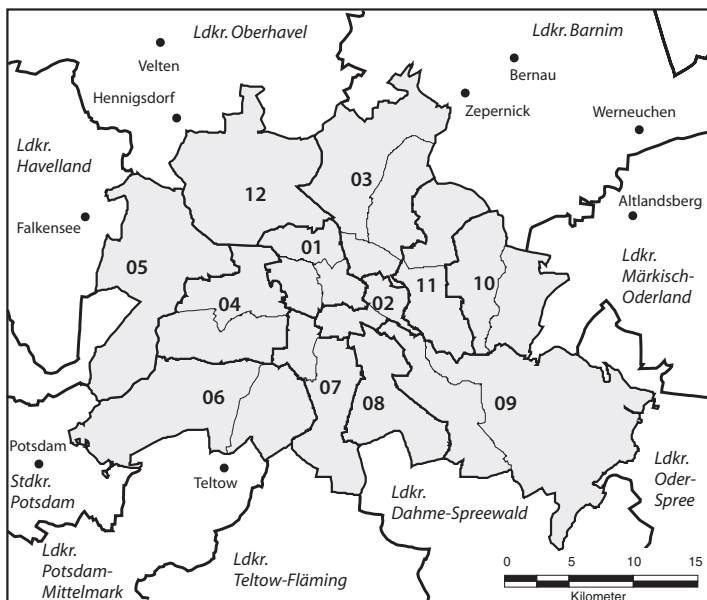 Ldkr. Oberhavel
Ldkr. Barnim
Velten
Bernau
Hennigsdorf
Zepernick
Werneuchen
Ldkr.
Havelland
03
12
Altlandsberg
Falkensee
01
Ldkr.
Märkisch-
Oderland
05
04
02
11
10
06
07
08
09
Potsdam
Stdkr.
Potsdam
Teltow
Ldkr.
Dahme-Spreewald
Ldkr.
Oder-
Spree
Ldkr.
Potsdam-
Mittelmark
Ldkr.
Teltow-Fläming
0 5 10 15
Kilometer